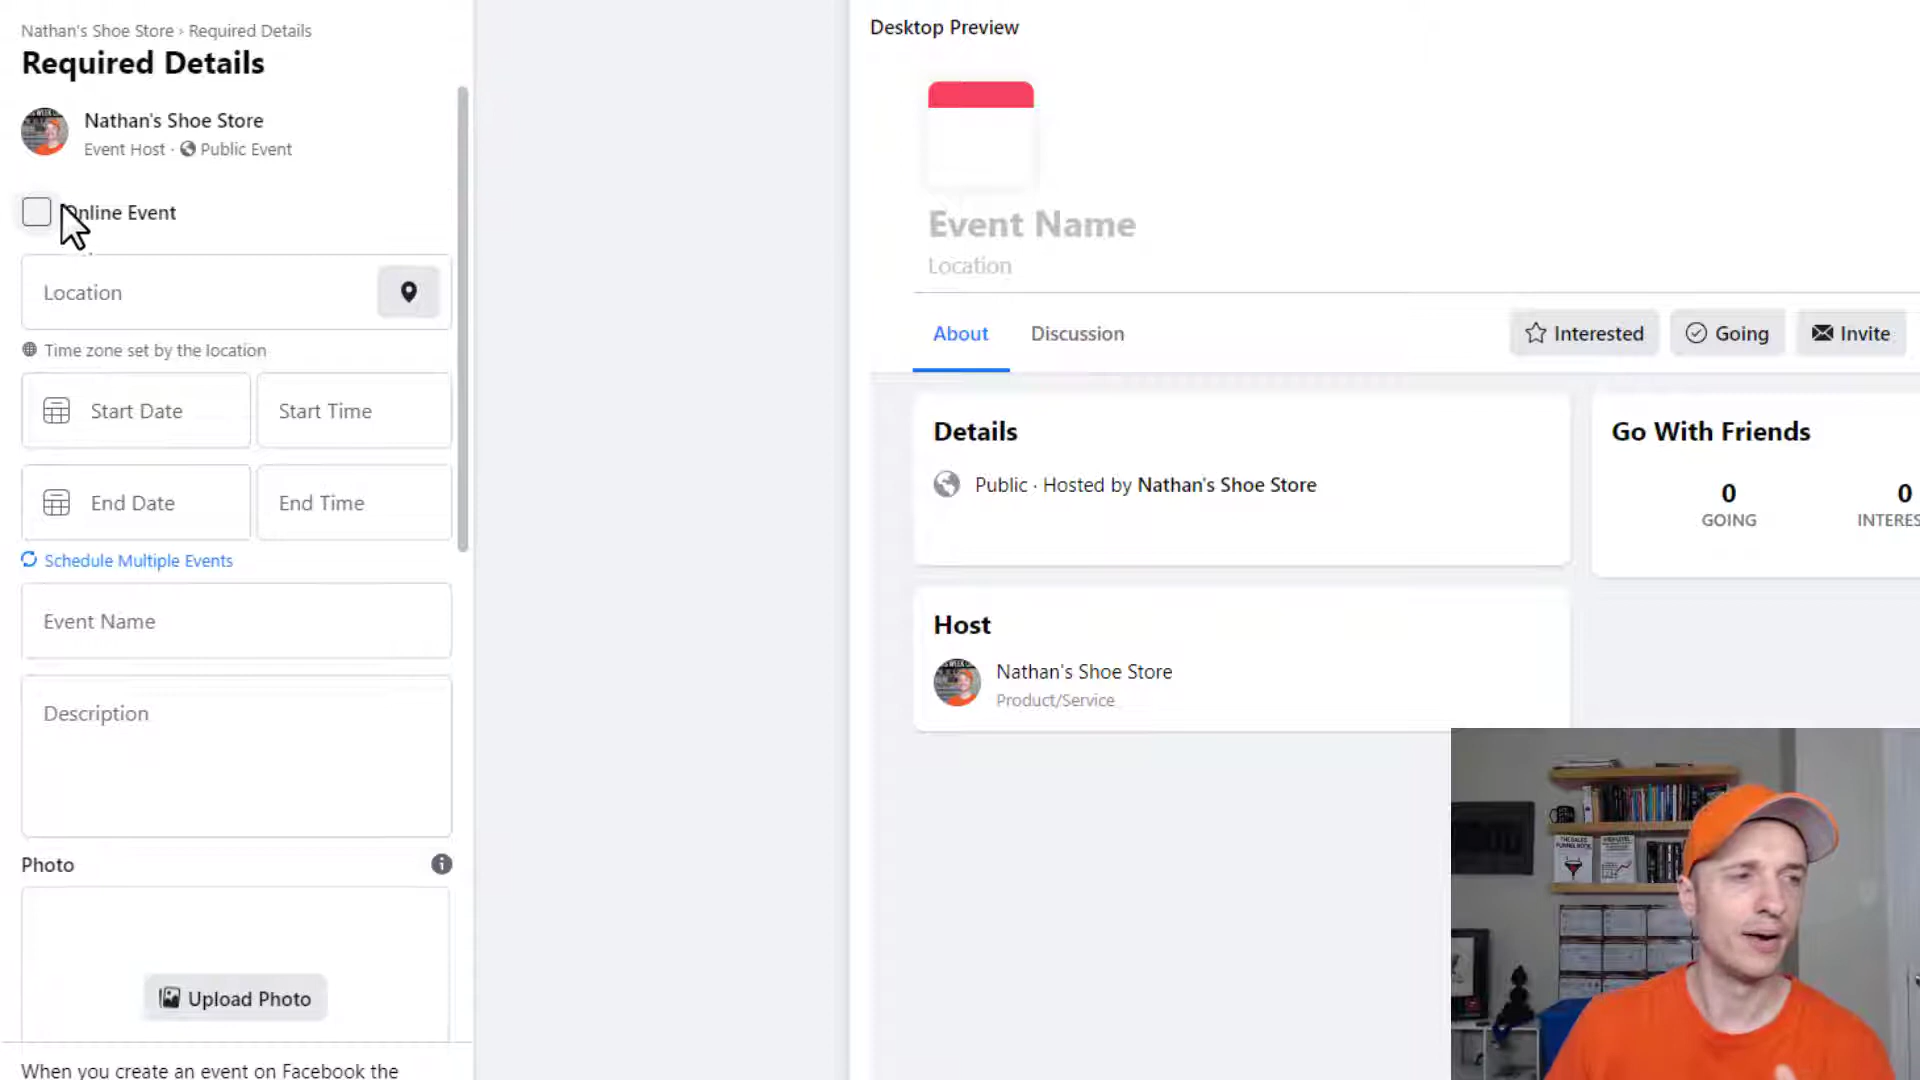 Nathan's Shoe Store › Required Details
Required Details
Nathan's Shoe Store
Event Host · Public Event
Online Event
Location
Time zone set by the location
Start Date
Start Time
End Date
End Time
Schedule Multiple Events
Event Name
Description
Photo
Upload Photo
When you create an event on Facebook the
Desktop Preview
Event Name
Location
About
Discussion
Interested
Going
Invite
Details
Public · Hosted by Nathan's Shoe Store
Go With Friends
0
GOING
0
INTERES
Host
Nathan's Shoe Store
Product/Service